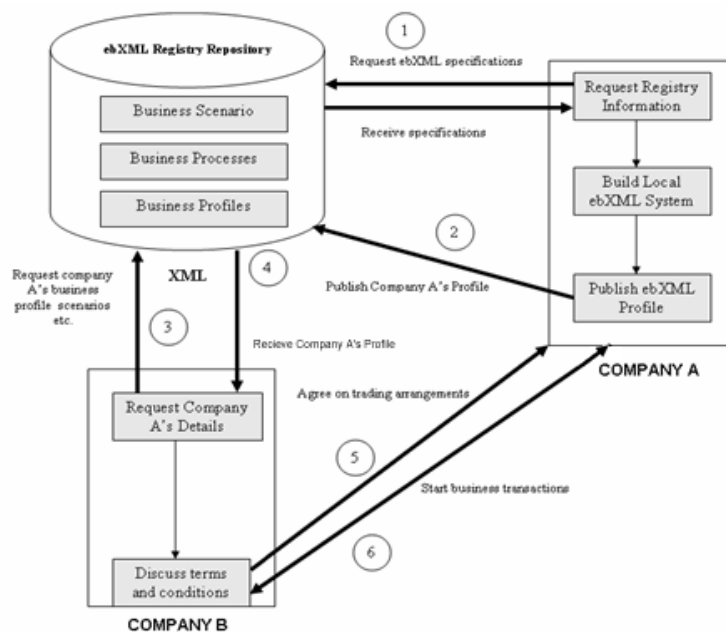 1
ebXML Registry Repository
Request ebXML specifications
Request Registry
Information
Business Scenario
Receive specifications
Business Processes
Build Local
ebXML System
Business Profiles
2
4
Request company
A's business
profile scenarios
etc.
XML
Publish Company A's Profile
Publish ebXML
Profile
3
Recieve Company A's Profile
COMPANY A
Request Company
A's Details
Agree on trading arrangements
5
Start business transactions
6
Discuss terms
and conditions
COMPANY B